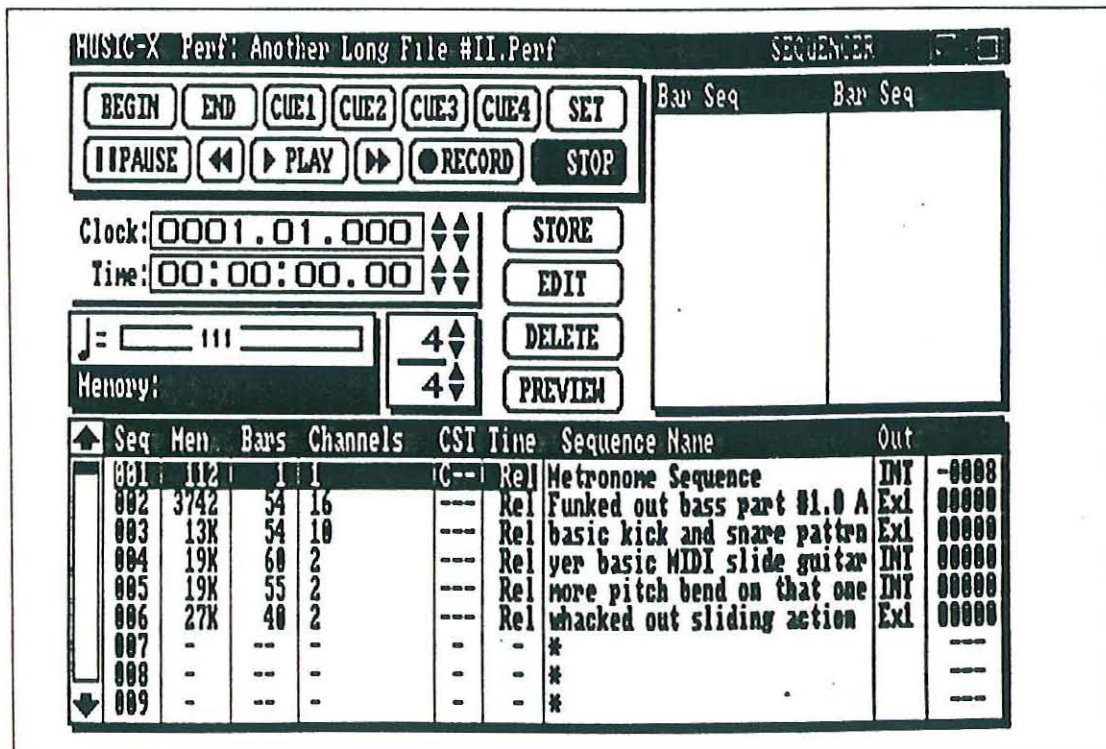 MUSIC-X Perf: Another Long File #II.Perf SEQUENCER
BEGIN END CUE1 CUE2 CUE3 CUE4 SET
PAUSE PLAY RECORD STOP
Bar Seq Bar Seq
Clock: 0001.01.000
Time: 00:00:00.00
STORE
EDIT
DELETE
PREVIEW
= 111
4
4
Memory:
Seq Mem Bars Channels CST Time Sequence Name Out
001 112 1 1 C-- Rel Metronome Sequence INT -0008
002 3742 54 16 --- Rel Funked out bass part #1.0 A Ex1 00000
003 13K 54 10 --- Rel basic kick and snare pattrn Ex1 00000
004 19K 60 2 --- Rel yer basic MIDI slide guitar INT 00000
005 19K 55 2 --- Rel more pitch bend on that one INT 00000
006 27K 40 2 --- Rel whacked out sliding action Ex1 00000
007 - -- - - - * ---
008 - -- - - - * ---
009 - -- - - - * ---